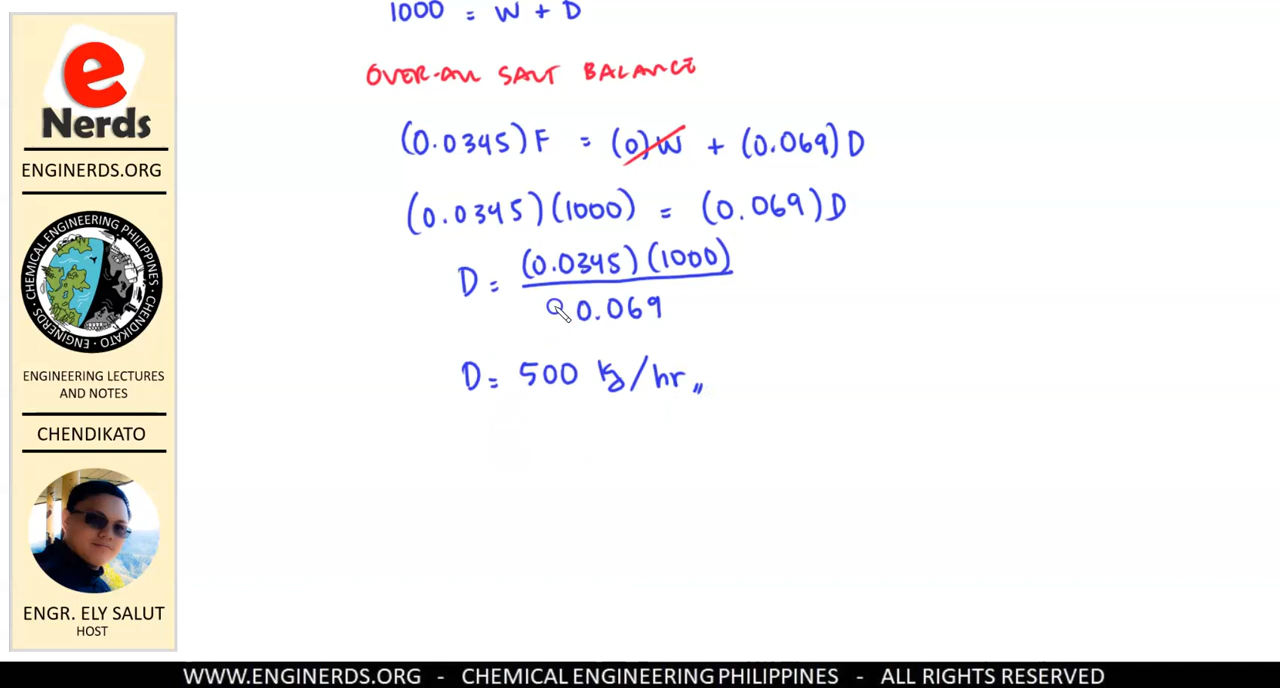 e
Nerds
ENGINERDS.ORG
CHEMICAL ENGINEERING PHILIPPINES
CHENDIKATO - ENGINERDS
ENGINEERING LECTURES
AND NOTES
CHENDIKATO
ENGR. ELY SALUT
HOST
1000 = W + D
OVER-ALL SALT BALANCE
(0.0345) F = (0) W + (0.069) D
(0.0345) (1000) = (0.069) D
D = (0.0345) (1000)
0.069
D = 500 kg/hr,,
WWW.ENGINERDS.ORG - CHEMICAL ENGINEERING PHILIPPINES - ALL RIGHTS RESERVED